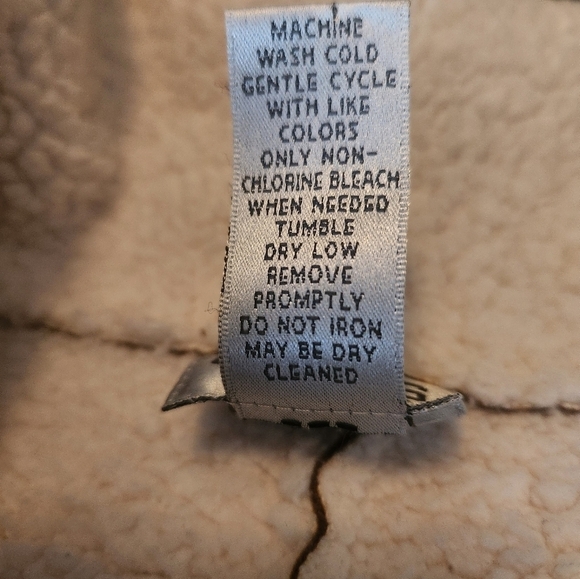 MACHINE
WASH COLD
GENTLE CYCLE
WITH LIKE
COLORS
ONLY NON-
CHLORINE BLEACH
WHEN NEEDED
TUMBLE
DRY LOW
REMOVE
PROMPTLY
DO NOT IRON
MAY BE DRY
CLEANED